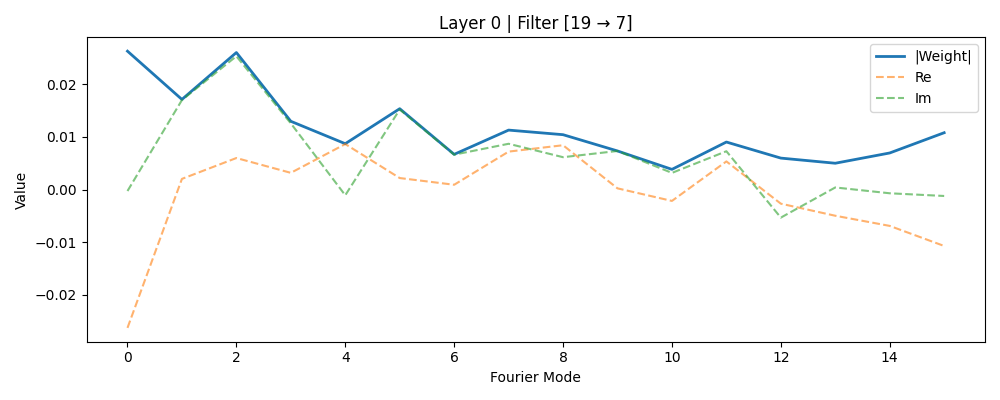 Layer 0 | Filter [19 → 7]
|Weight|
Re
Im
Value
0.02
0.01
0.00
−0.01
−0.02
0 2 4 6 8 10 12 14
Fourier Mode